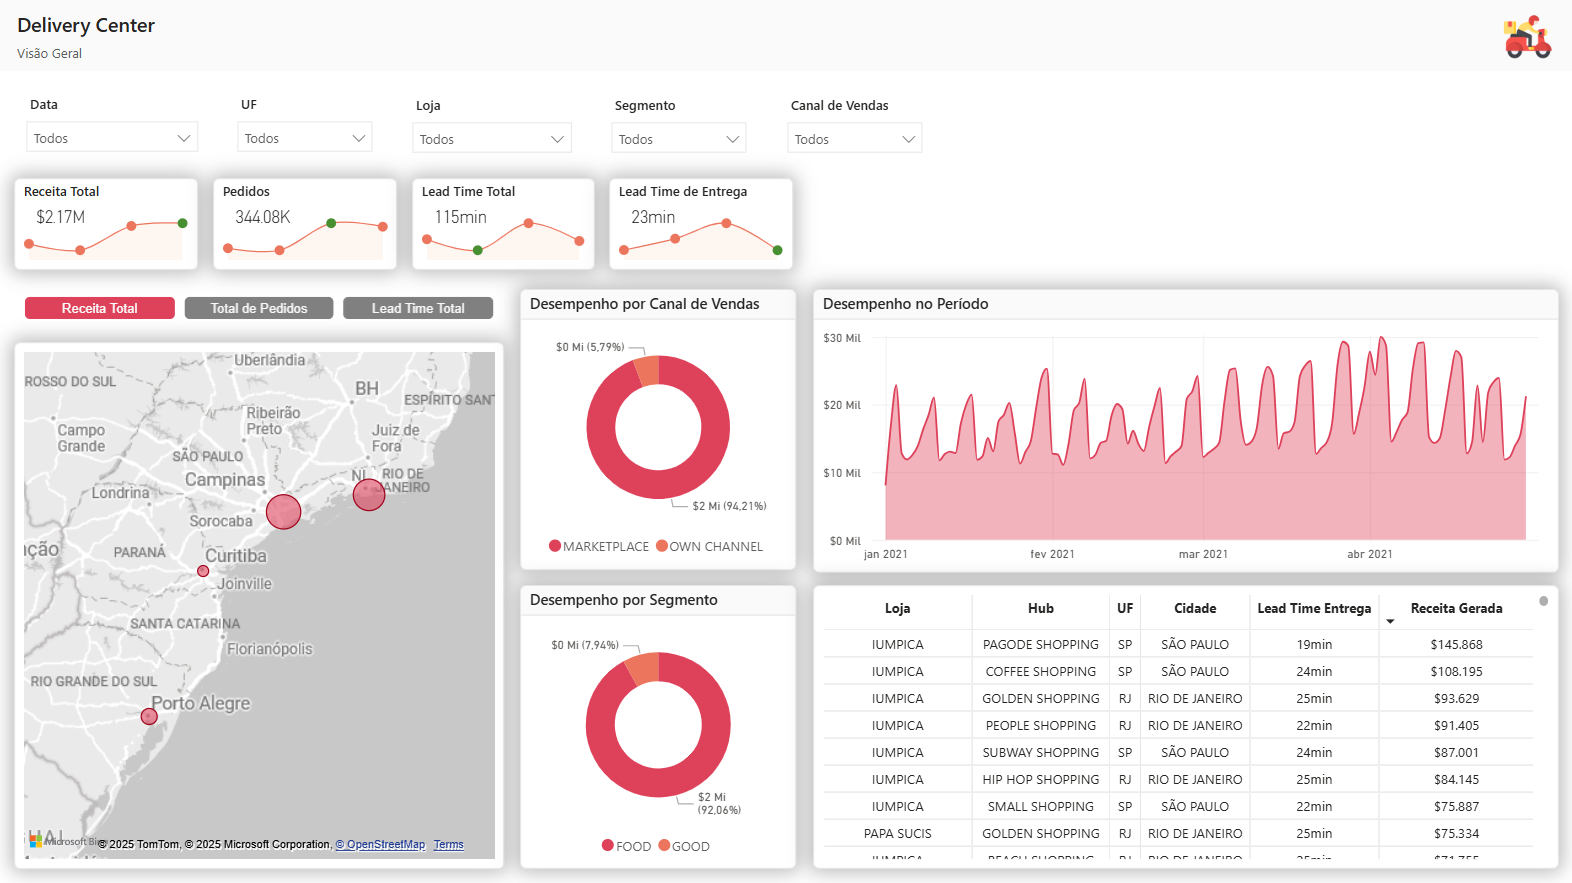 Delivery Center
Visão Geral
Data
UF
Loja
Segmento
Canal de Vendas
Todos
Todos
Todos
Todos
Todos
Receita Total
$2.17M
Pedidos
344.08K
Lead Time Total
115min
Lead Time de Entrega
23min
Receita Total
Total de Pedidos
Lead Time Total
Uberlândia
ROSSO DO SUL
BH
ESPÍRITO SANT
Ribeirão
Preto
Campo
Grande
Juiz de
Fora
SÃO PAULO
Campinas
RIO DE
JANEIRO
Londrina
Sorocaba
PARANÁ
Curitiba
Joinville
SANTA CATARINA
Florianópolis
RIO GRANDE DO SUL
Porto Alegre
© 2025 TomTom, © 2025 Microsoft Corporation, © OpenStreetMap Terms
Desempenho por Canal de Vendas
$0 Mi (5,79%)
$2 Mi (94,21%)
MARKETPLACE OWN CHANNEL
Desempenho por Segmento
$0 Mi (7,94%)
$2 Mi
(92,06%)
FOOD GOOD
Desempenho no Período
$30 Mil
$20 Mil
$10 Mil
$0 Mil
jan 2021 fev 2021 mar 2021 abr 2021
Loja Hub UF Cidade Lead Time Entrega Receita Gerada
IUMPICA PAGODE SHOPPING SP SÃO PAULO 19min $145.868
IUMPICA COFFEE SHOPPING SP SÃO PAULO 24min $108.195
IUMPICA GOLDEN SHOPPING RJ RIO DE JANEIRO 25min $93.629
IUMPICA PEOPLE SHOPPING RJ RIO DE JANEIRO 22min $91.405
IUMPICA SUBWAY SHOPPING SP SÃO PAULO 24min $87.001
IUMPICA HIP HOP SHOPPING RJ RIO DE JANEIRO 25min $84.145
IUMPICA SMALL SHOPPING SP SÃO PAULO 22min $75.887
PAPA SUCIS GOLDEN SHOPPING RJ RIO DE JANEIRO 25min $75.334